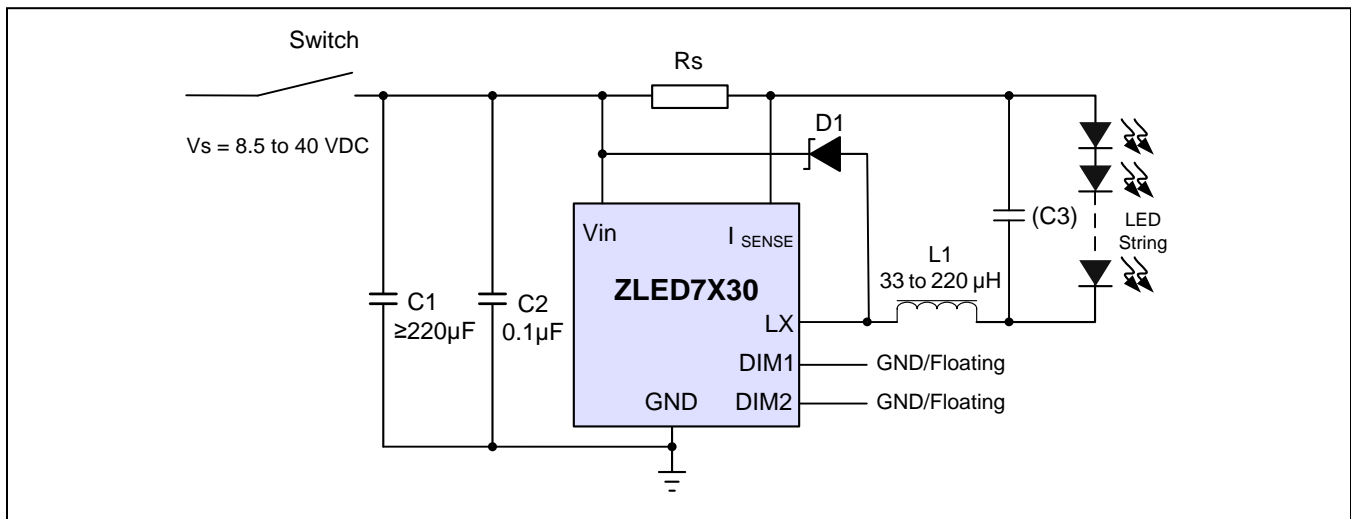 Switch
Rs
Vs = 8.5 to 40 VDC
D1
Vin
I SENSE
(C3)
LED
String
L1
33 to 220 µH
ZLED7X30
C1
≥220µF
C2
0.1µF
LX
DIM1
GND/Floating
GND
DIM2
GND/Floating